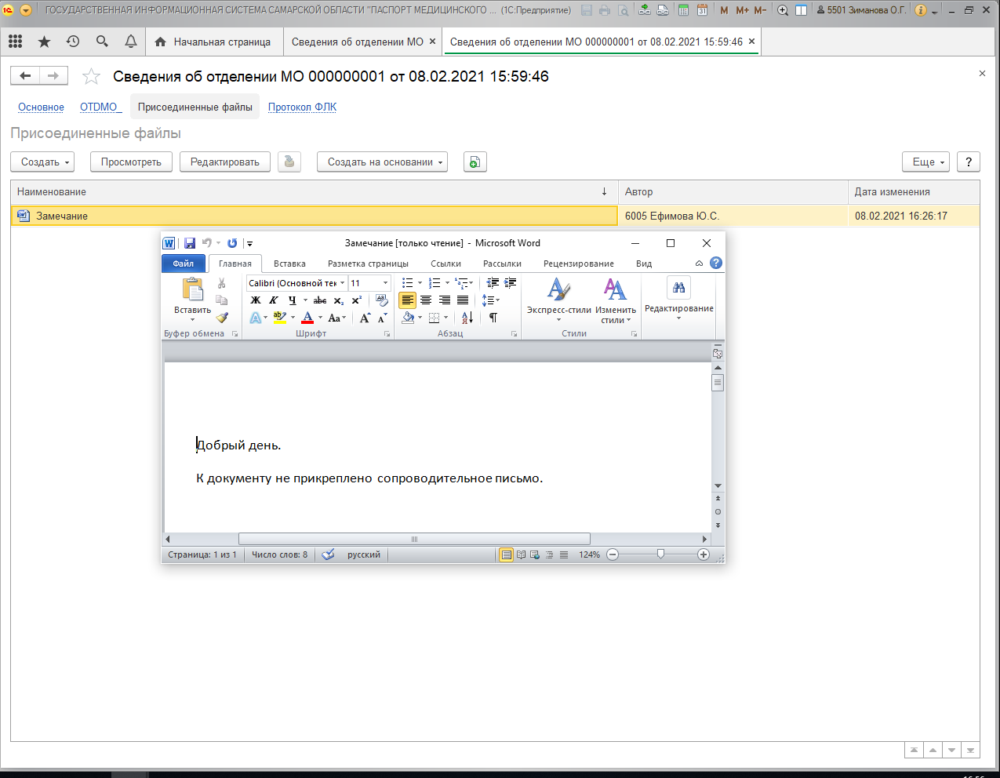 ГОСУДАРСТВЕННАЯ ИНФОРМАЦИОННАЯ СИСТЕМА САМАРСКОЙ ОБЛАСТИ "ПАСПОРТ МЕДИЦИНСКОГО ... (1С:Предприятие) M M+ M- 5501 Зиманова О.Г.
Начальная страница Сведения об отделении МО Сведения об отделении МО 000000001 от 08.02.2021 15:59:46
Сведения об отделении МО 000000001 от 08.02.2021 15:59:46
Основное OTDMO_ Присоединенные файлы Протокол ФЛК
Присоединенные файлы
Создать Просмотреть Редактировать Создать на основании Еще ?
Наименование Автор Дата изменения
Замечание 6005 Ефимова Ю.С. 08.02.2021 16:26:17
Замечание [только чтение] - Microsoft Word
Файл Главная Вставка Разметка страницы Ссылки Рассылки Рецензирование Вид
Calibri (Основной тек 11
Ж К Ч abc x₂ x²
Вставить Экспресс-стили Изменить стили Редактирование
Буфер обмена Шрифт Абзац Стили
Добрый день.
К документу не прикреплено сопроводительное письмо.
Страница: 1 из 1 Число слов: 8 русский 124%